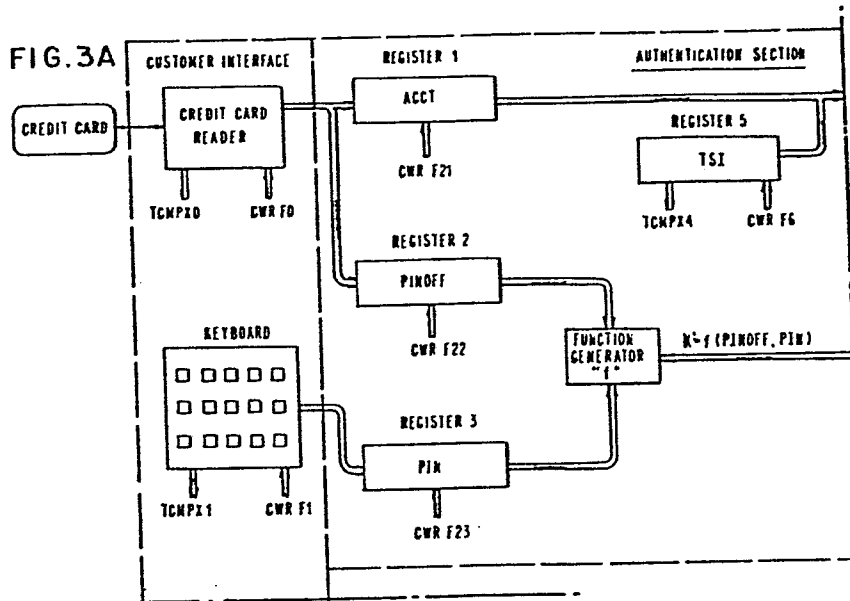 FIG.3A
CUSTOMER INTERFACE
REGISTER 1
AUTHENTICATION SECTION
CREDIT CARD
CREDIT CARD
READER
ACCT
REGISTER 5
TSI
TCMPX0
CWR F0
CWR F21
TCMPX4
CWR F6
REGISTER 2
PINOFF
KEYBOARD
CWR F22
FUNCTION
GENERATOR
"f"
K=f(PINOFF, PIN)
REGISTER 3
PIN
TCMPX1
CWR F1
CWR F23